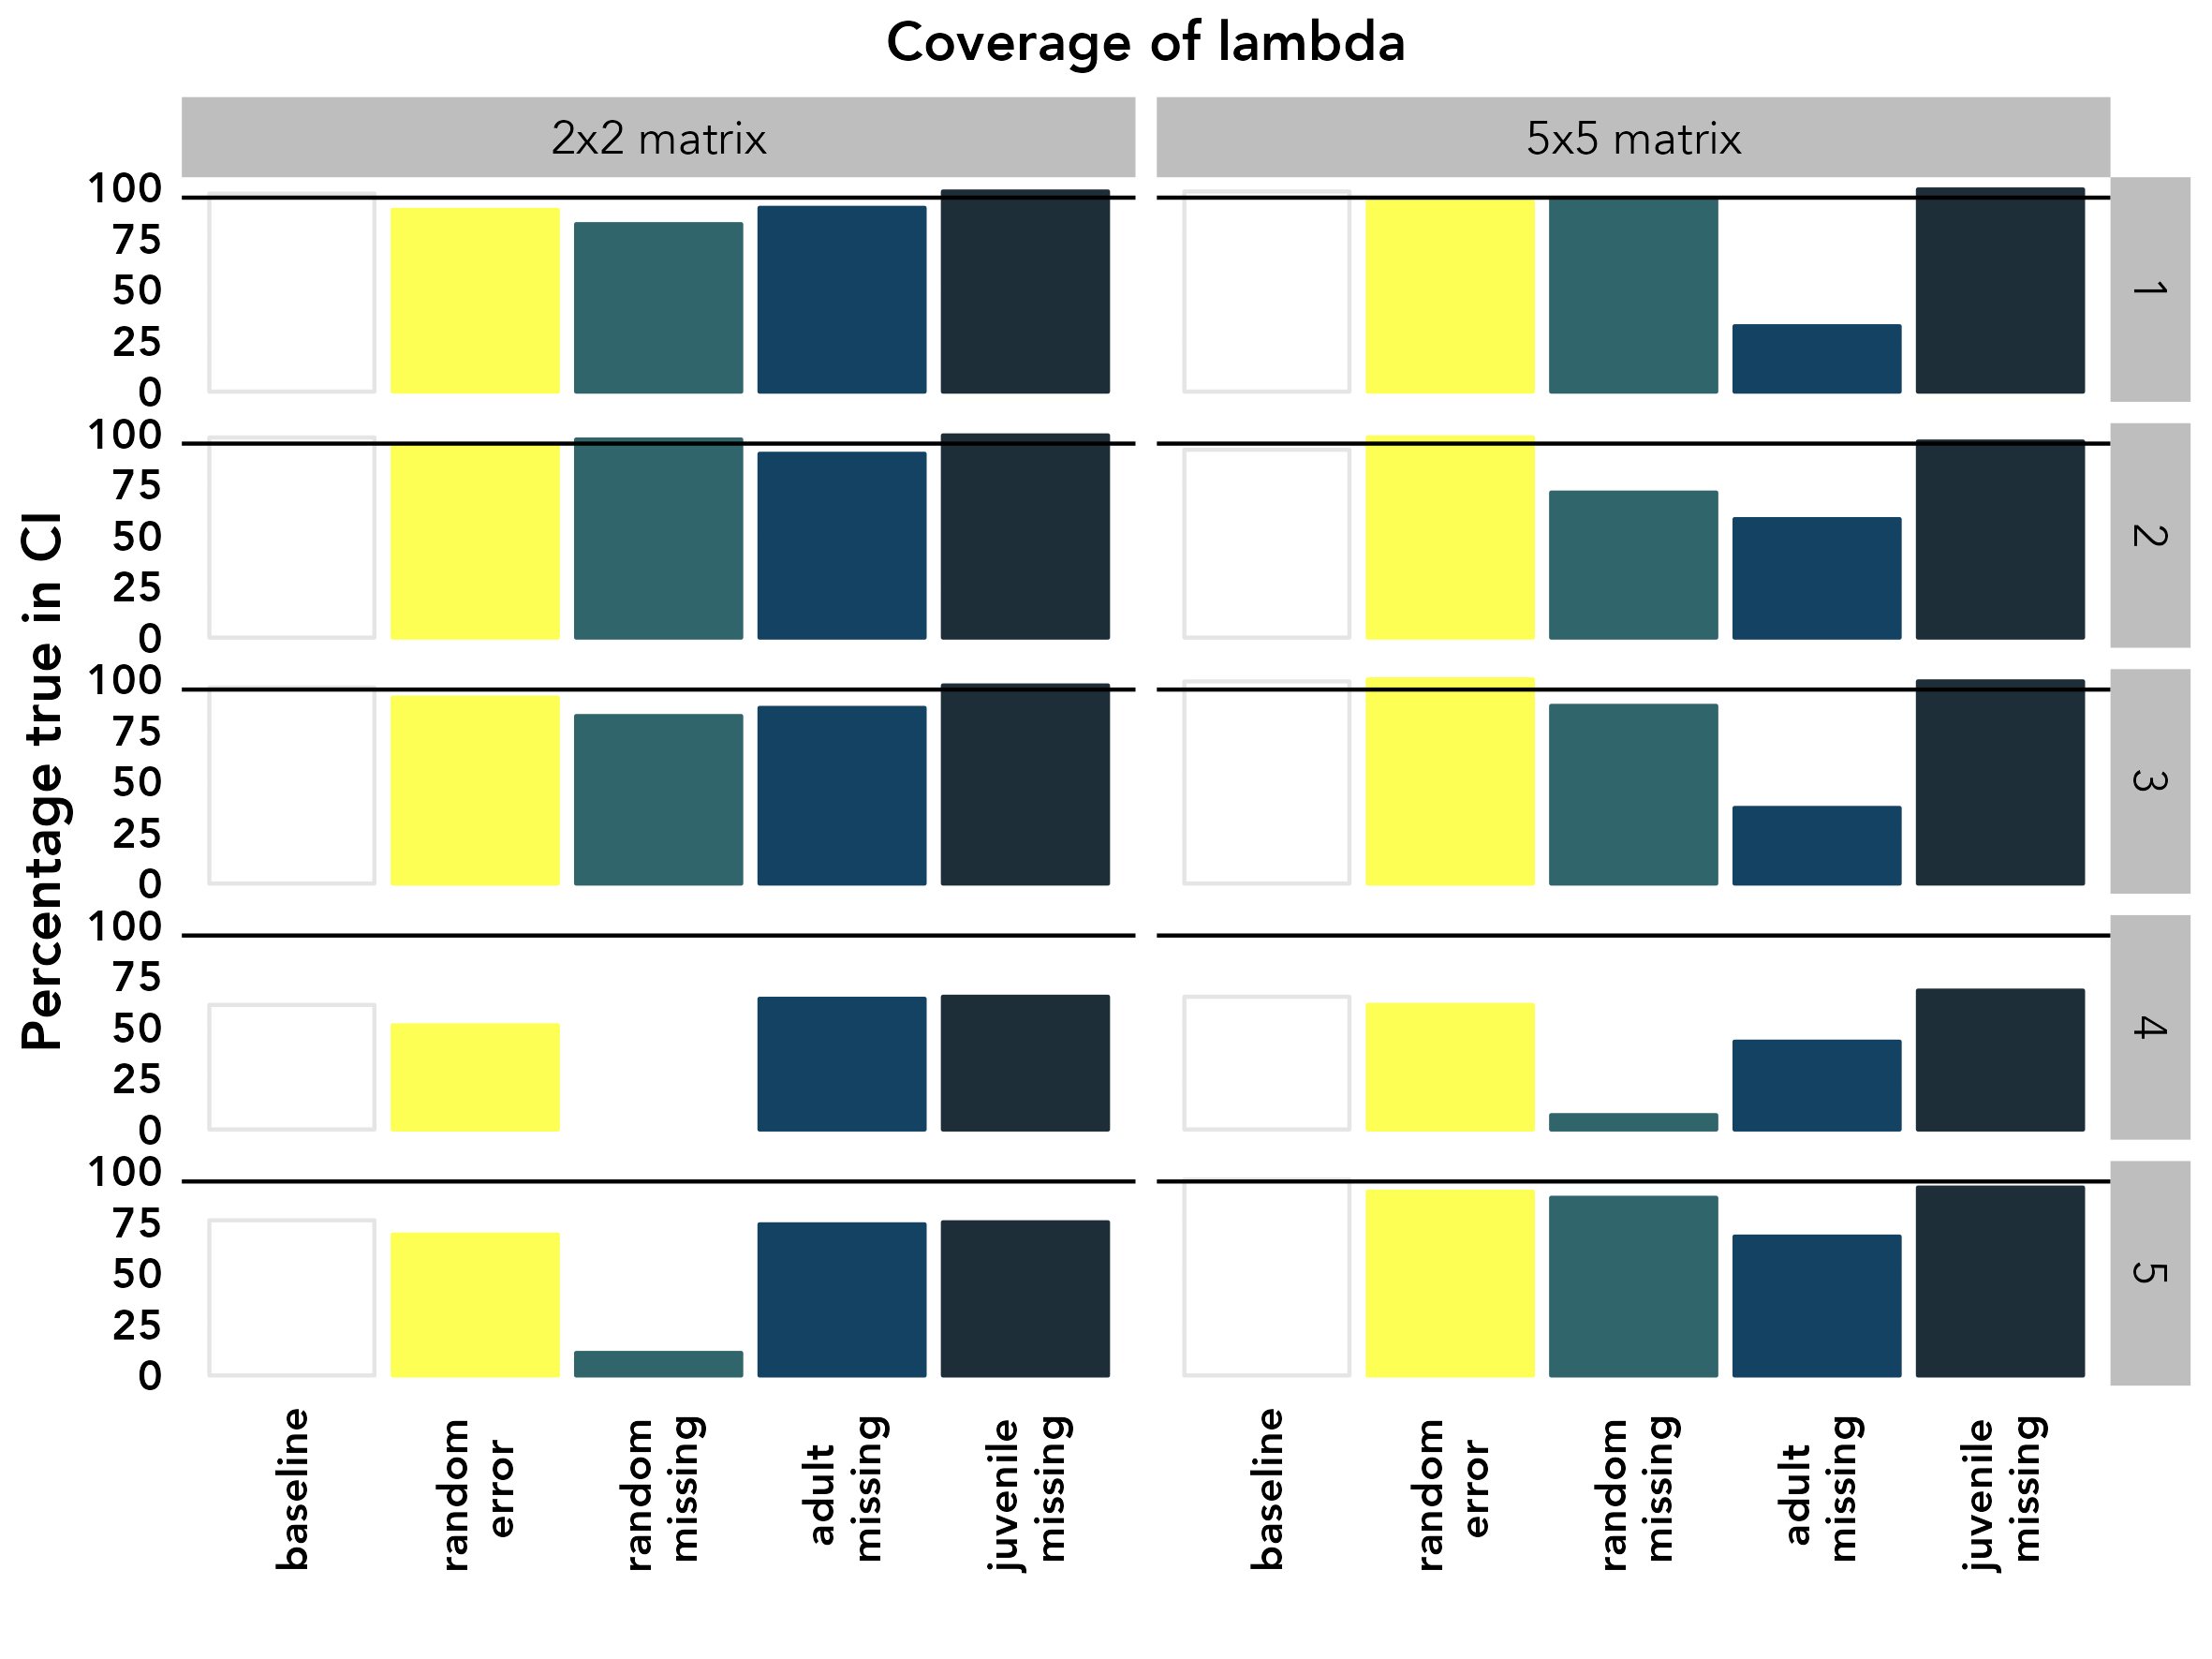 Coverage of lambda
2x2 matrix
5x5 matrix
Percentage true in CI
100
75
50
25
0
1
100
75
50
25
0
2
100
75
50
25
0
3
100
75
50
25
0
4
100
75
50
25
0
5
baseline
random
error
random
missing
adult
missing
juvenile
missing
baseline
random
error
random
missing
adult
missing
juvenile
missing